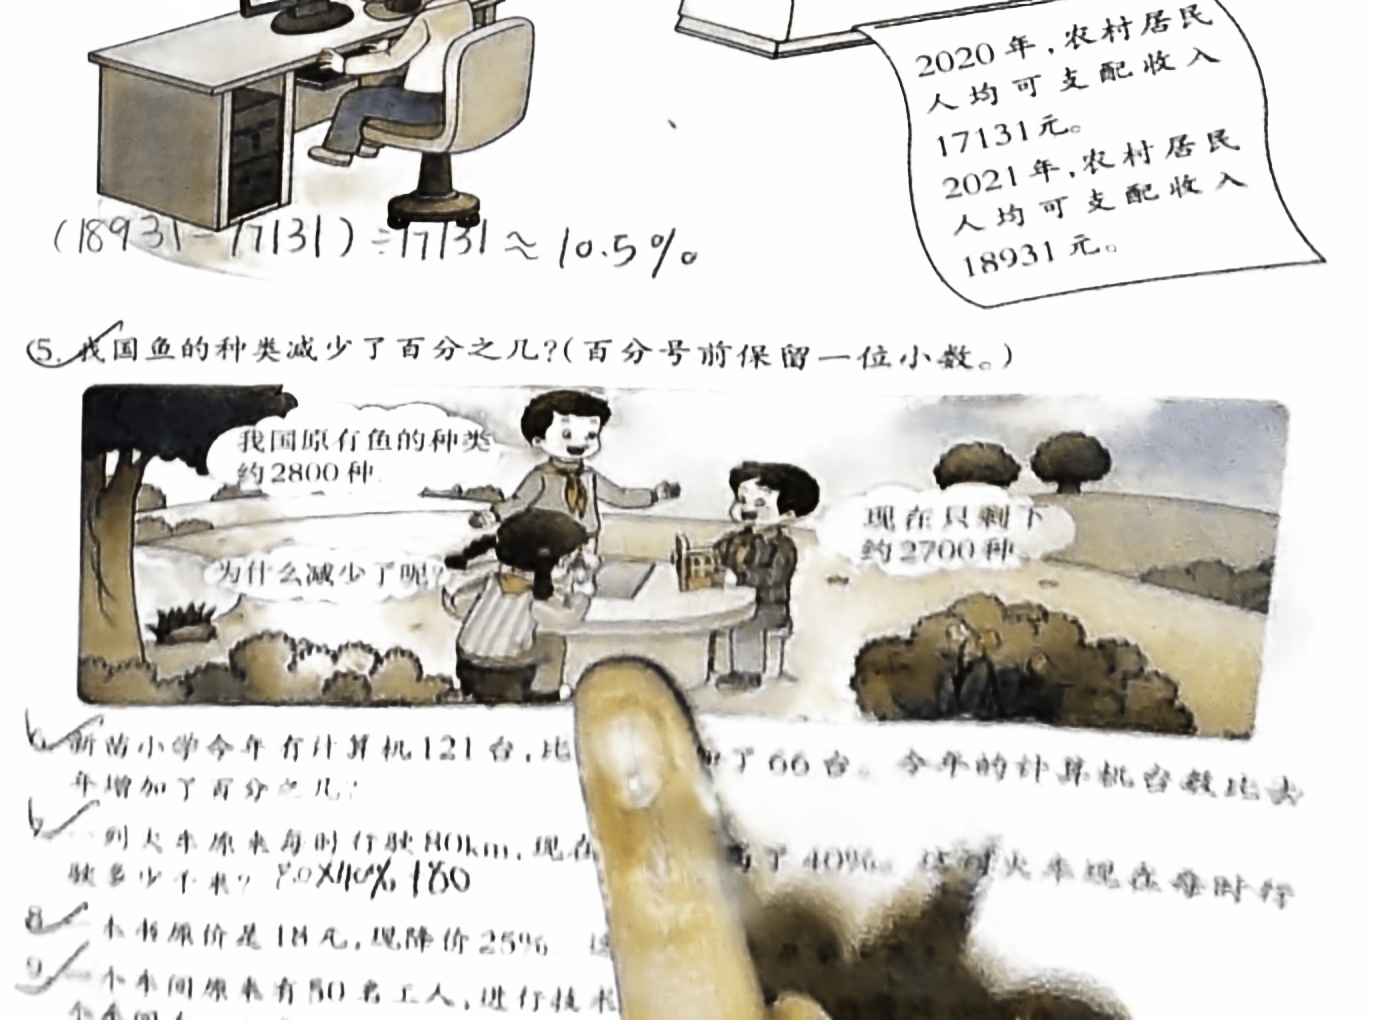 2020年,农村居民
人均可支配收入
17131元。
2021年,农村居民
人均可支配收入
18931元。
(18931-17131)÷17131≈10.5%
5. 我国鱼的种类减少了百分之几?(百分号前保留一位小数。)
我国原有鱼的种类
约2800种
现在只剩下
约2700种
为什么减少了呢?
6. 新苗小学今年有计算机121台,比 了66台。今年的计算机台数比去
年增加了百分之几?
一列火车原来每时行驶80km,现在 了40%。这列火车现在每时行
驶多少千米? 80×40%
8. 一本书原价是18元,现降价25%
9. 一个车间原来有80名工人,进行技术